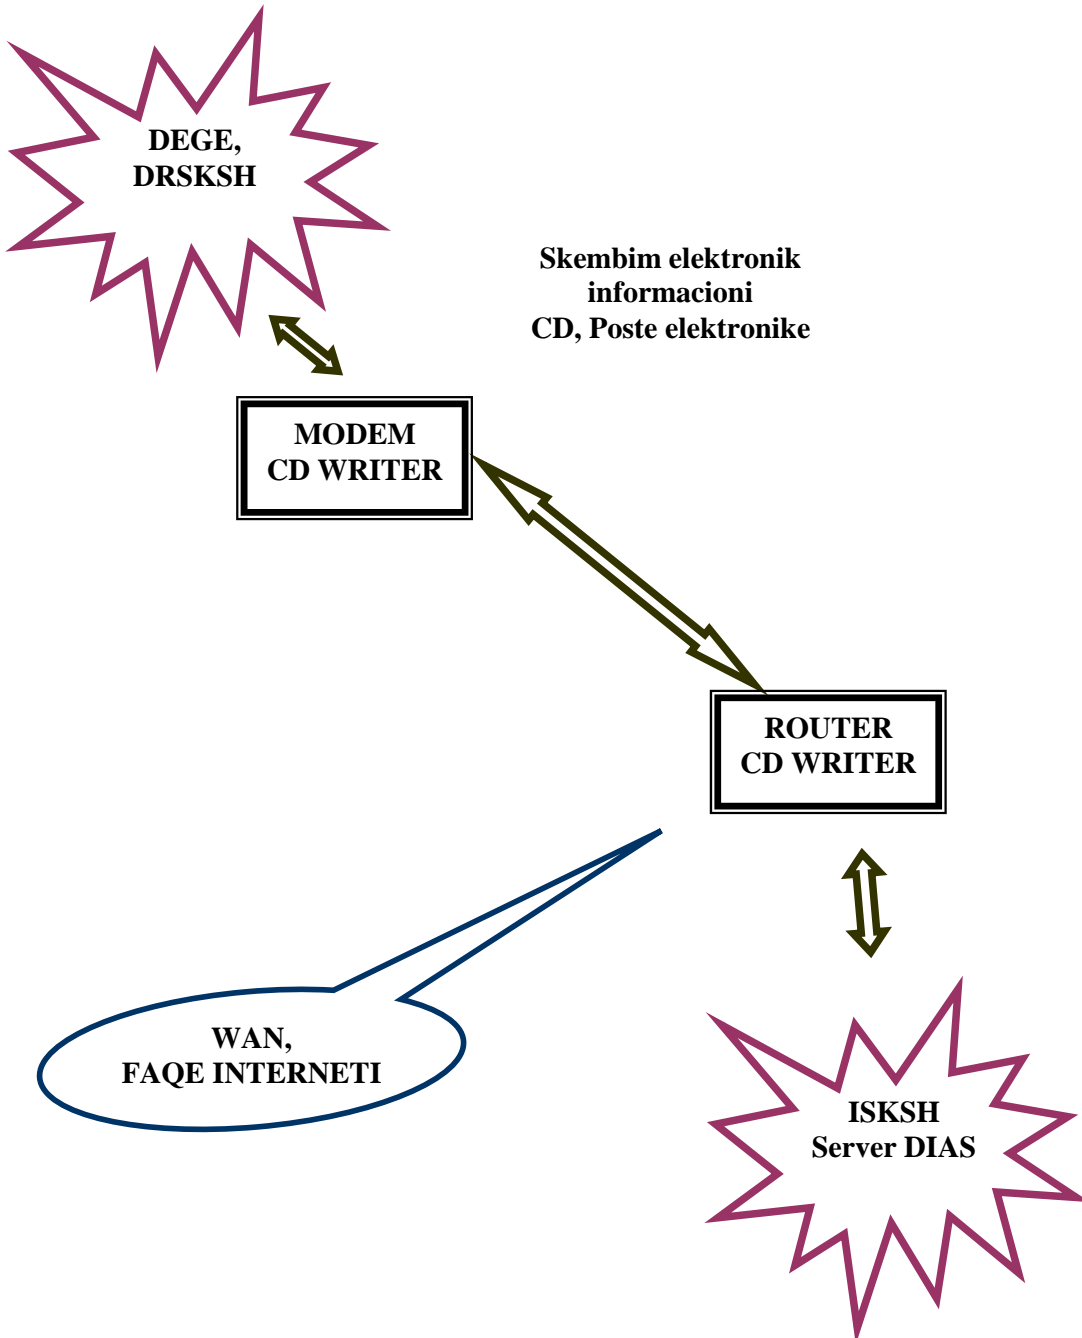 DEGE,
DRSKSH
Skembim elektronik
informacioni
CD, Poste elektronike
MODEM
CD WRITER
ROUTER
CD WRITER
WAN,
FAQE INTERNETI
ISKSH
Server DIAS